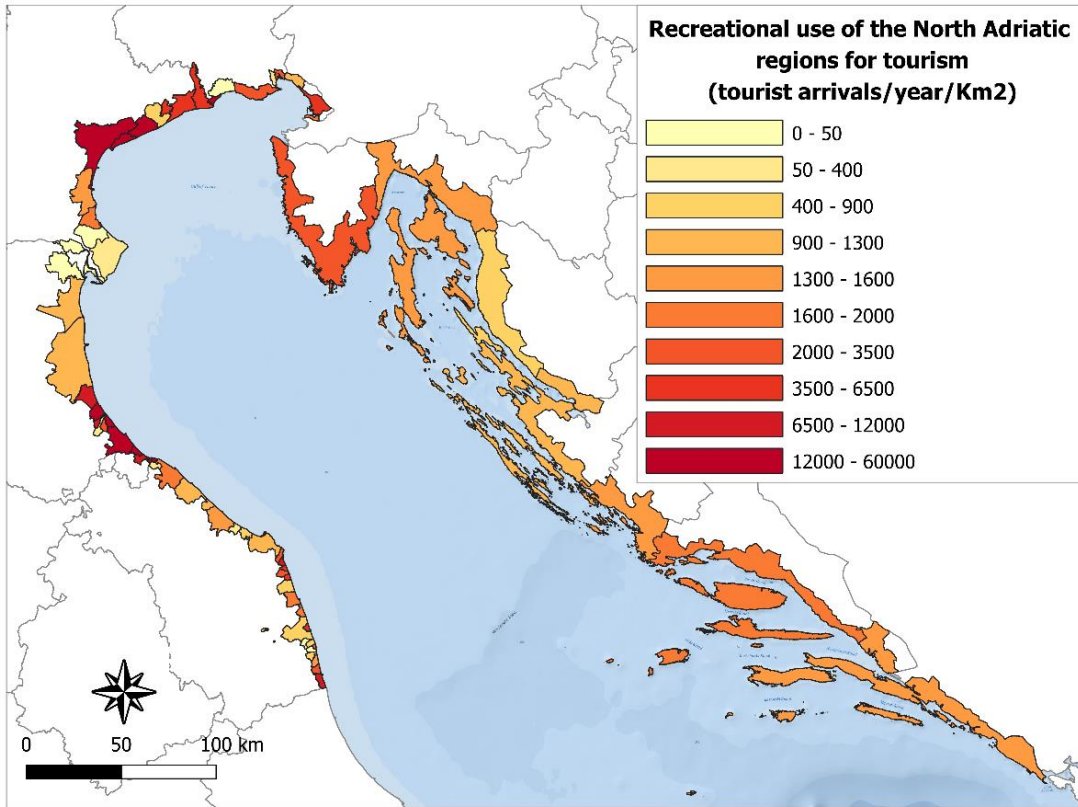 Recreational use of the North Adriatic
regions for tourism
(tourist arrivals/year/Km2)
0 - 50
50 - 400
400 - 900
900 - 1300
1300 - 1600
1600 - 2000
2000 - 3500
3500 - 6500
6500 - 12000
12000 - 60000
0 50 100 km